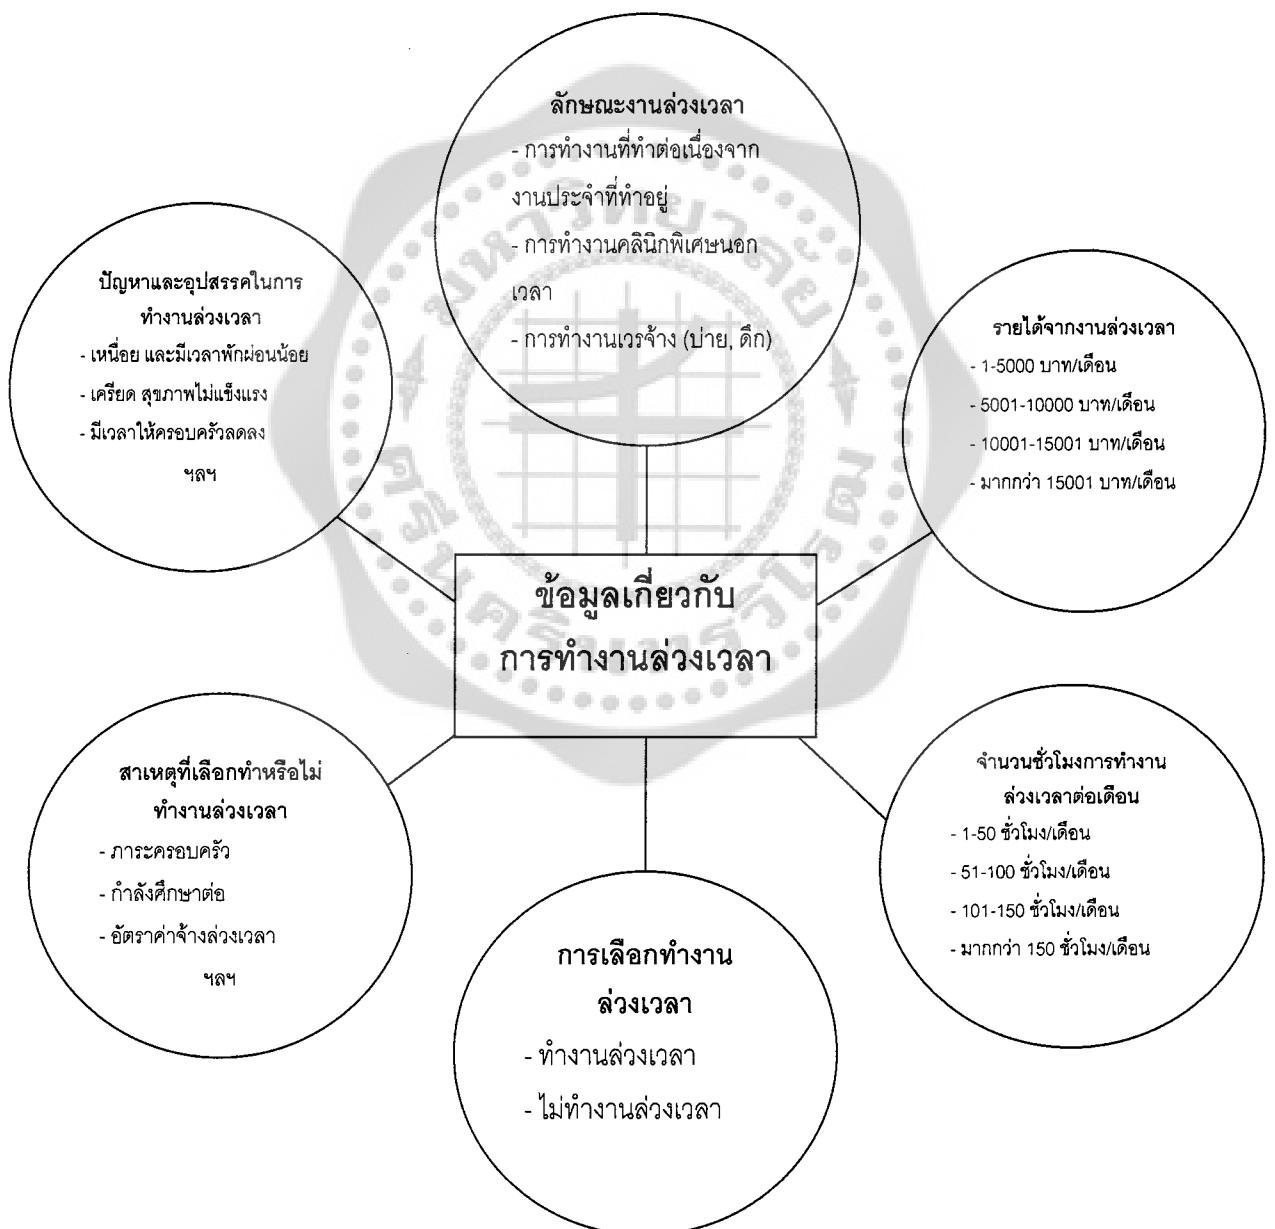 ลักษณะงานล่วงเวลา
- การทำงานที่ทำต่อเนื่องจาก
งานประจำที่ทำอยู่
- การทำงานคลินิกพิเศษนอก
เวลา
- การทำงานเวรจ้าง (บ่าย, ดึก)
ปัญหาและอุปสรรคในการ
ทำงานล่วงเวลา
- เหนื่อย และมีเวลาพักผ่อนน้อย
- เครียด สุขภาพไม่แข็งแรง
- มีเวลาให้ครอบครัวลดลง
ฯลฯ
รายได้จากงานล่วงเวลา
- 1-5000 บาท/เดือน
- 5001-10000 บาท/เดือน
- 10001-15001 บาท/เดือน
- มากกว่า 15001 บาท/เดือน
ข้อมูลเกี่ยวกับ
การทำงานล่วงเวลา
สาเหตุที่เลือกทำหรือไม่
ทำงานล่วงเวลา
- ภาระครอบครัว
- กำลังศึกษาต่อ
- อัตราค่าจ้างล่วงเวลา
ฯลฯ
จำนวนชั่วโมงการทำงาน
ล่วงเวลาต่อเดือน
- 1-50 ชั่วโมง/เดือน
- 51-100 ชั่วโมง/เดือน
- 101-150 ชั่วโมง/เดือน
- มากกว่า 150 ชั่วโมง/เดือน
การเลือกทำงาน
ล่วงเวลา
- ทำงานล่วงเวลา
- ไม่ทำงานล่วงเวลา
มหาวิทยาลัย
ศรีนครินทรวิโรฒ